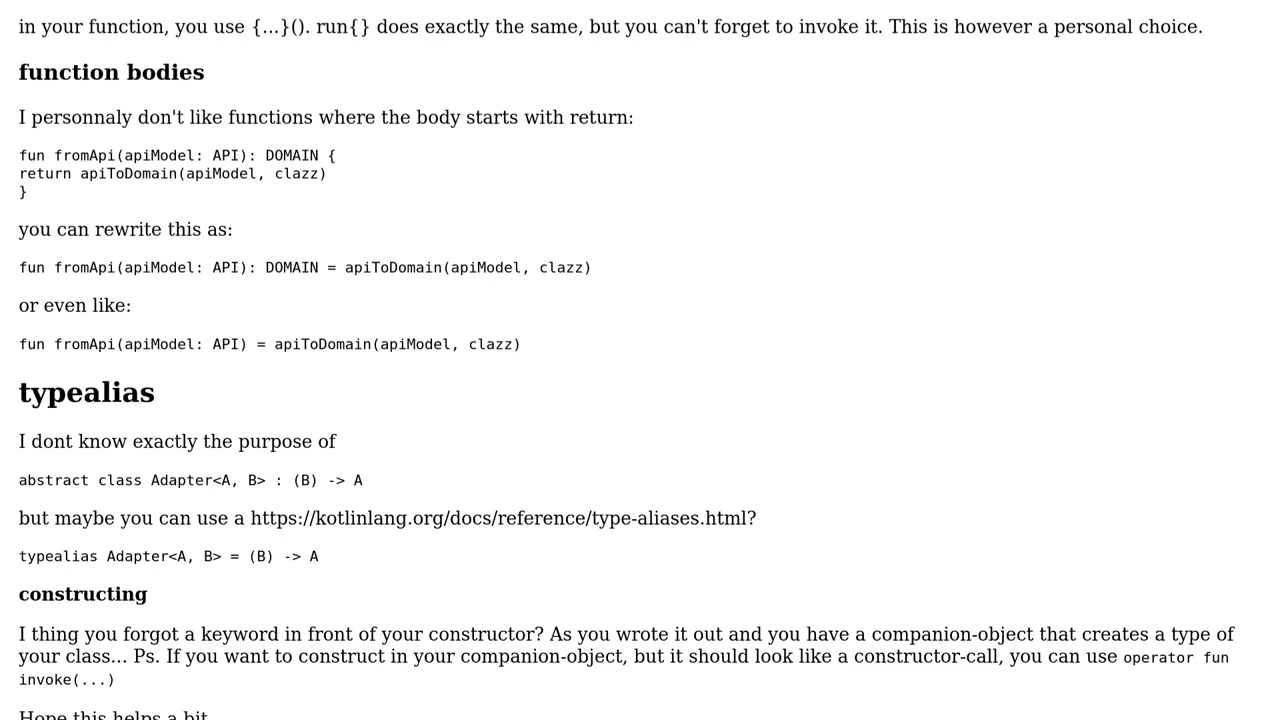 in your function, you use {...}(). run{} does exactly the same, but you can't forget to invoke it. This is however a personal choice.
function bodies
I personnaly don't like functions where the body starts with return:
fun fromApi(apiModel: API): DOMAIN {
return apiToDomain(apiModel, clazz)
}
you can rewrite this as:
fun fromApi(apiModel: API): DOMAIN = apiToDomain(apiModel, clazz)
or even like:
fun fromApi(apiModel: API) = apiToDomain(apiModel, clazz)
typealias
I dont know exactly the purpose of
abstract class Adapter<A, B> : (B) -> A
but maybe you can use a https://kotlinlang.org/docs/reference/type-aliases.html?
typealias Adapter<A, B> = (B) -> A
constructing
I thing you forgot a keyword in front of your constructor? As you wrote it out and you have a companion-object that creates a type of
your class... Ps. If you want to construct in your companion-object, but it should look like a constructor-call, you can use operator fun
invoke(...)
Hope this helps a bit